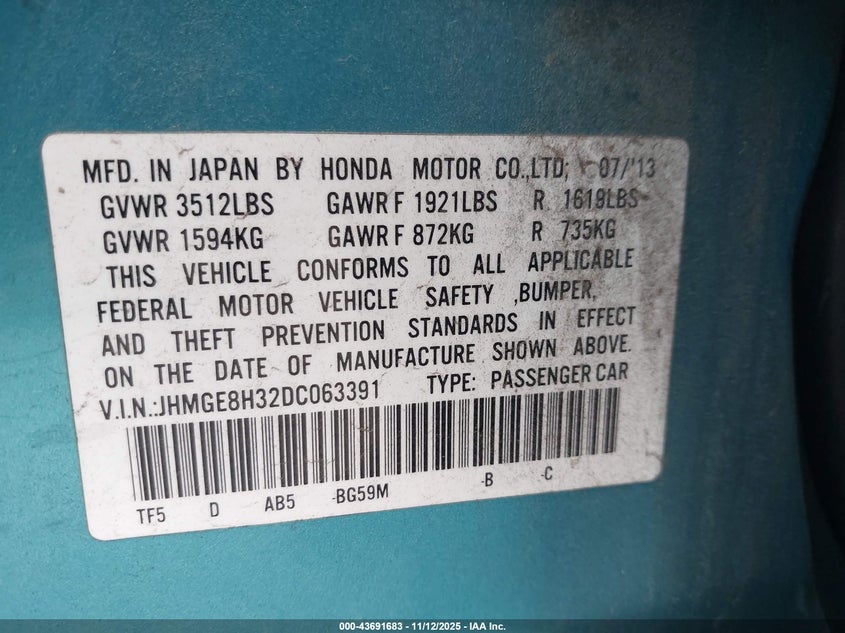 MFD. IN JAPAN BY HONDA MOTOR CO.,LTD; 07/'13
GVWR 3512LBS GAWR F 1921LBS R 1619LBS
GVWR 1594KG GAWR F 872KG R 735KG
THIS VEHICLE CONFORMS TO ALL APPLICABLE
FEDERAL MOTOR VEHICLE SAFETY ,BUMPER,
AND THEFT PREVENTION STANDARDS IN EFFECT
ON THE DATE OF MANUFACTURE SHOWN ABOVE.
V.I.N.:JHMGE8H32DC063391 TYPE: PASSENGER CAR
TF5 D AB5 -BG59M -B -C
000-43691683 - 11/12/2025 - IAA Inc.